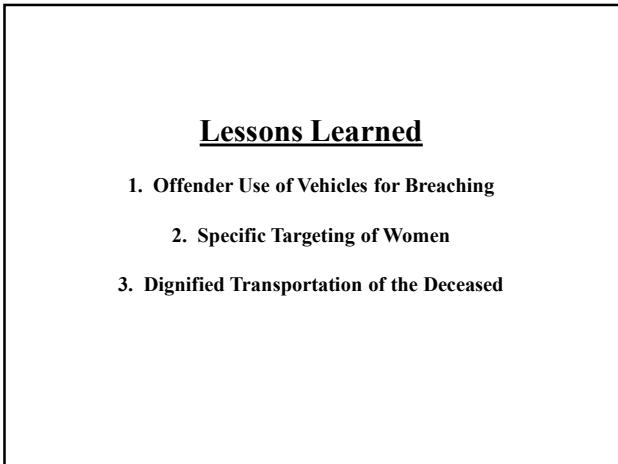 Lessons Learned
1. Offender Use of Vehicles for Breaching
2. Specific Targeting of Women
3. Dignified Transportation of the Deceased